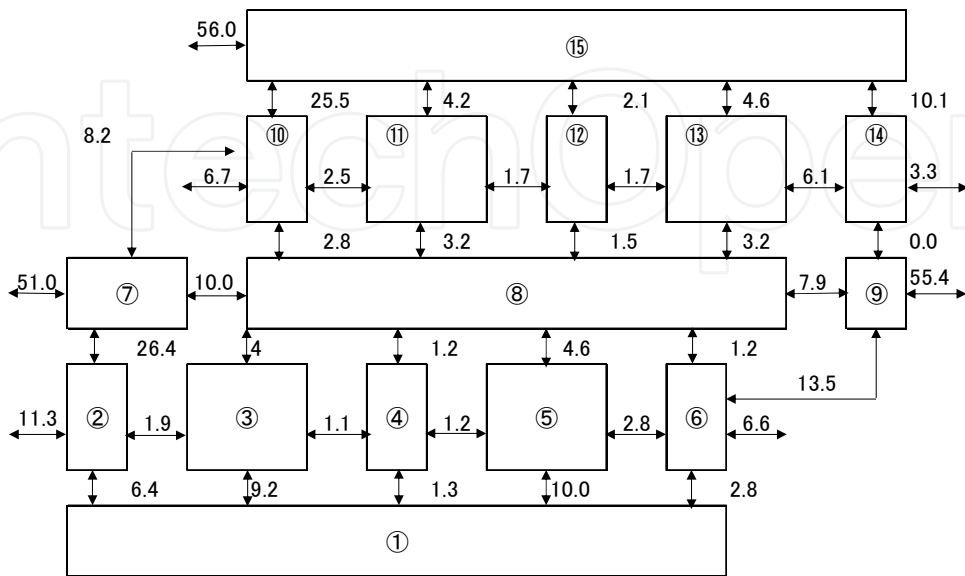 56.0
⑮
25.5 4.2 2.1 4.6 10.1
⑩ ⑪ ⑫ ⑬ ⑭
8.2
6.7 2.5 1.7 1.7 6.1 3.3
2.8 3.2 1.5 3.2 0.0
51.0 ⑦ 10.0 ⑧ 7.9 ⑨ 55.4
26.4 4 1.2 4.6 1.2
13.5
11.3 ② 1.9 ③ 1.1 ④ 1.2 ⑤ 2.8 ⑥ 6.6
6.4 9.2 1.3 10.0 2.8
①